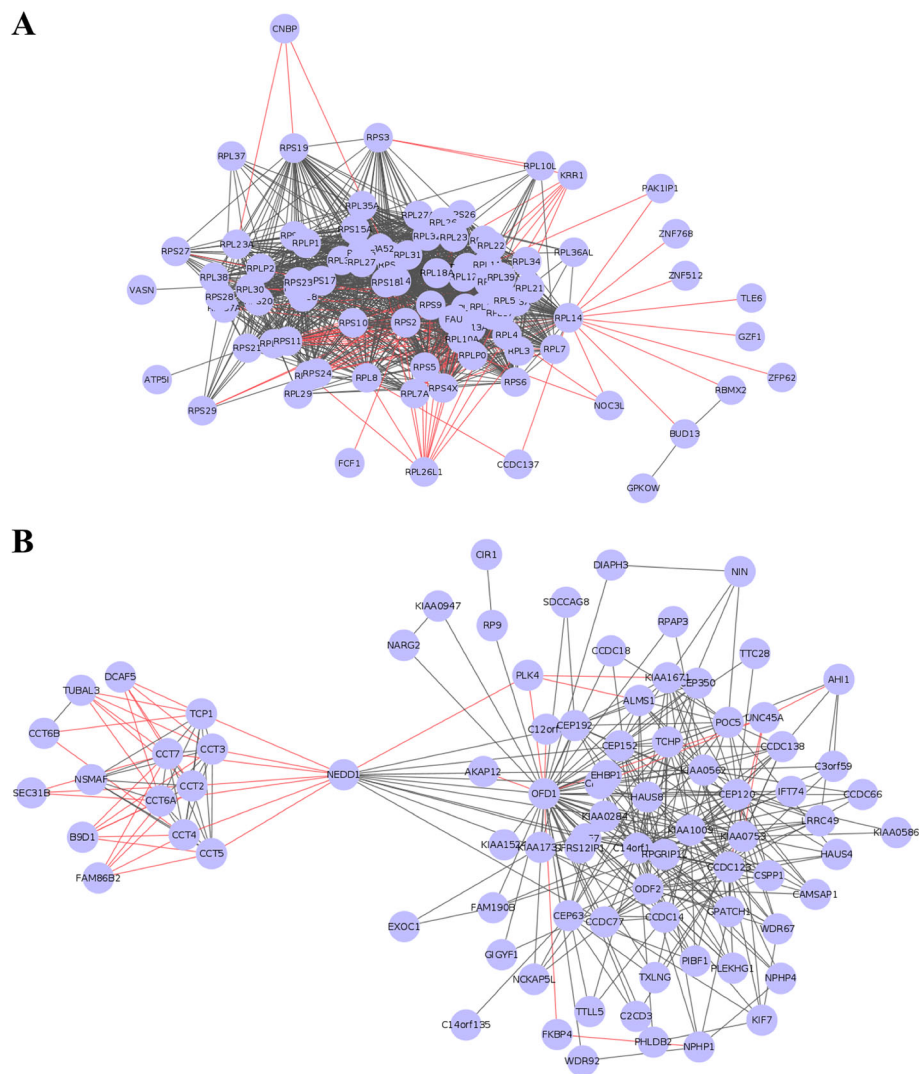 A
CNBP
RPS3
RPS19
RPL37
RPL10L
KRR1
PAK1IP1
RPL35A
RPL27A
RPS26
ZNF768
RPS15A
RPL23
RPL22
RPS27
RPL23A
RPLP1
RPL36AL
RPL31
RPL34
RPLP2
RPL27
ZNF512
RPL38
RPL18A
RPS23
RPS17
RPS18
RPL39
RPL21
VASN
RPL30
RPS28
TLE6
RPS9
RPL5
RPS10
RPS2
FAU
RPL14
GZF1
RPS11
RPL10A
RPL4
RPS21
RPLP0
RPL3
RPL7
ATP5I
RPS24
RPL8
RPS5
RPS6
ZFP62
RPL29
RPL7A
RPS4X
RBMX2
RPS29
NOC3L
BUD13
FCF1
RPL26L1
CCDC137
GPKOW
B
CIR1
DIAPH3
NIN
KIAA0947
SDCCAG8
RP9
RPAP3
NARG2
CCDC18
TTC28
DCAF5
PLK4
KIAA1671
CEP350
AHI1
TUBAL3
ALMS1
TCP1
CEP192
POC5
UNC45A
CCT6B
CCT3
CEP152
TCHP
CCDC138
CCT7
NEDD1
AKAP12
EHBP1
KIAA0562
C3orf59
NSMAF
CCT2
OFD1
HAUS8
CEP120
IFT74
CCDC66
SEC31B
CCT6A
KIAA0284
LRRC49
B9D1
CCT4
KIAA1009
KIAA0753
KIAA0586
CCT5
C14orf1
HAUS4
FAM86B2
RPGRIP1
CCDC123
CSPP1
ODF2
CAMSAP1
FAM190B
CEP63
CCDC77
CCDC14
GPATCH1
EXOC1
WDR67
GIGYF1
PIBF1
PLEKHG1
NCKAP5L
TXLNG
NPHP4
TTLL5
C2CD3
KIF7
C14orf135
FKBP4
PHLDB2
NPHP1
WDR92